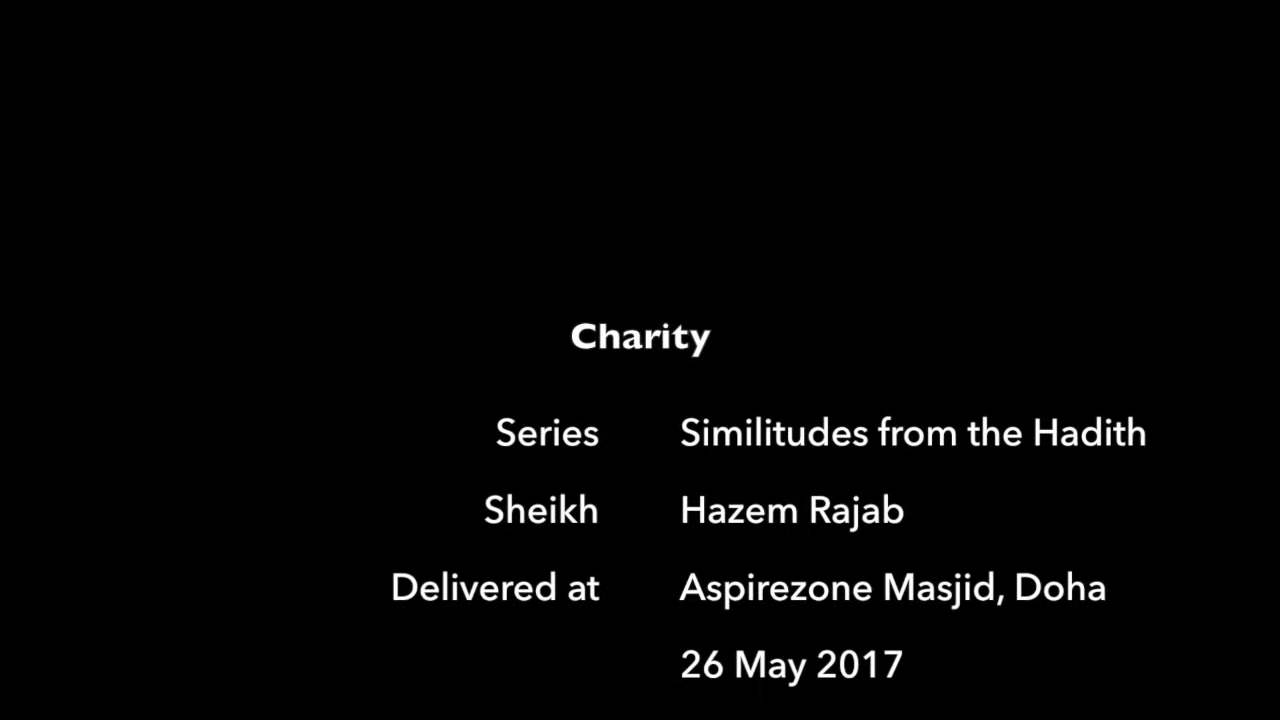 Charity
Series Similitudes from the Hadith
Sheikh Hazem Rajab
Delivered at Aspirezone Masjid, Doha
26 May 2017